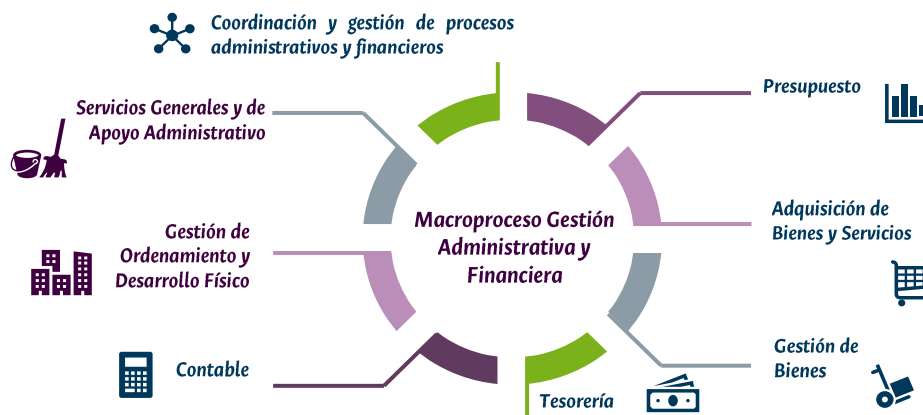 Coordinación y gestión de procesos
administrativos y financieros
Presupuesto
Servicios Generales y de
Apoyo Administrativo
Adquisición de
Bienes y Servicios
Macroproceso Gestión
Administrativa y
Financiera
Gestión de
Ordenamiento y
Desarrollo Físico
Gestión de
Bienes
Contable
Tesorería